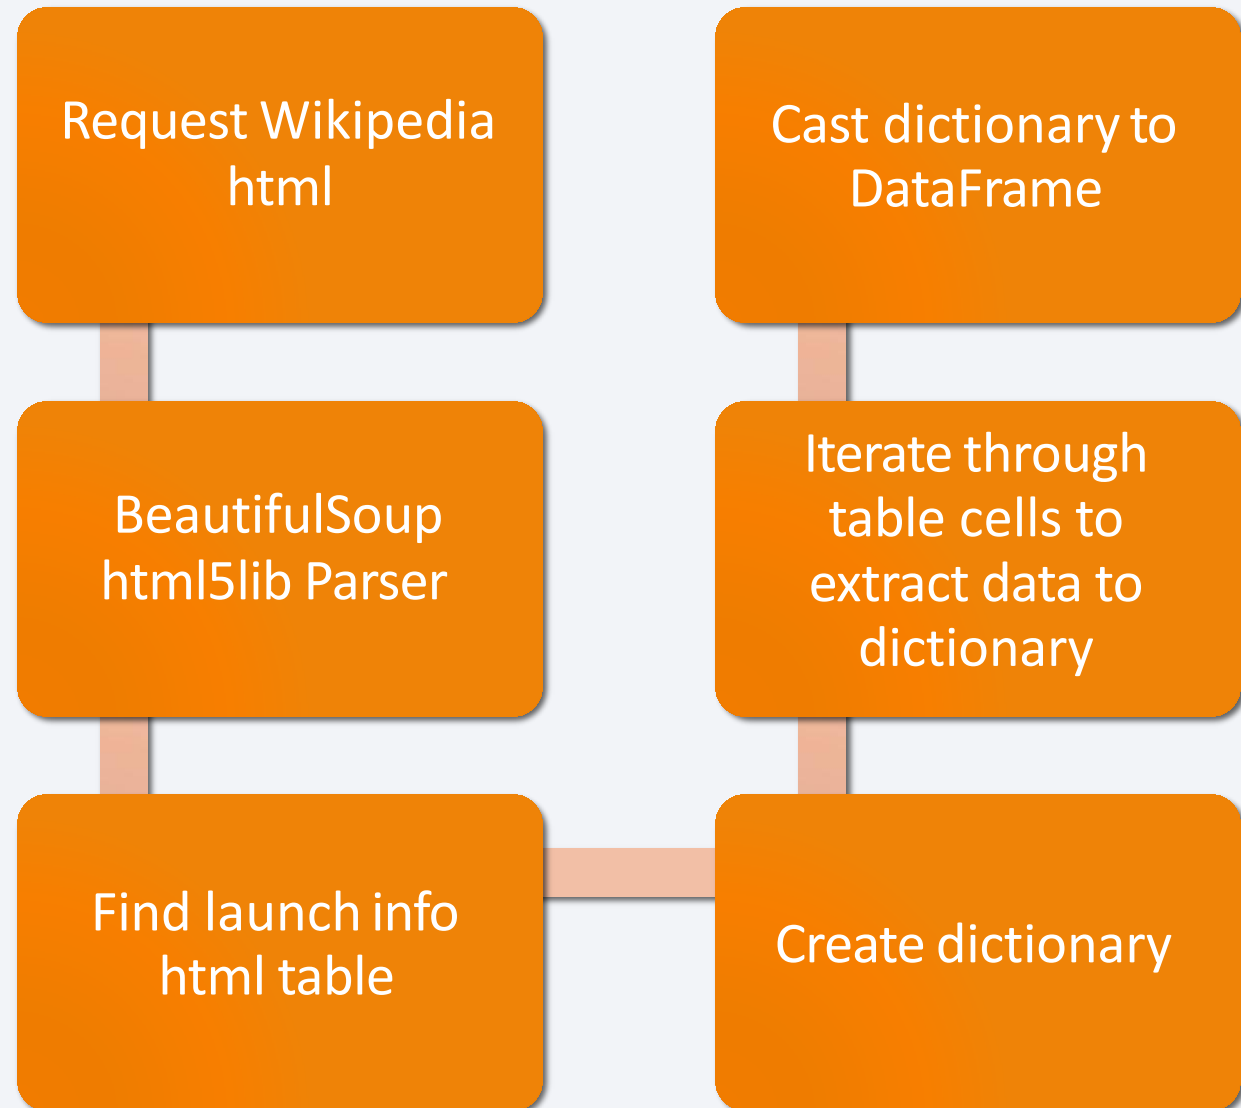 Request Wikipedia
html
BeautifulSoup
html5lib Parser
Find launch info
html table
Create dictionary
Iterate through
table cells to
extract data to
dictionary
Cast dictionary to
DataFrame